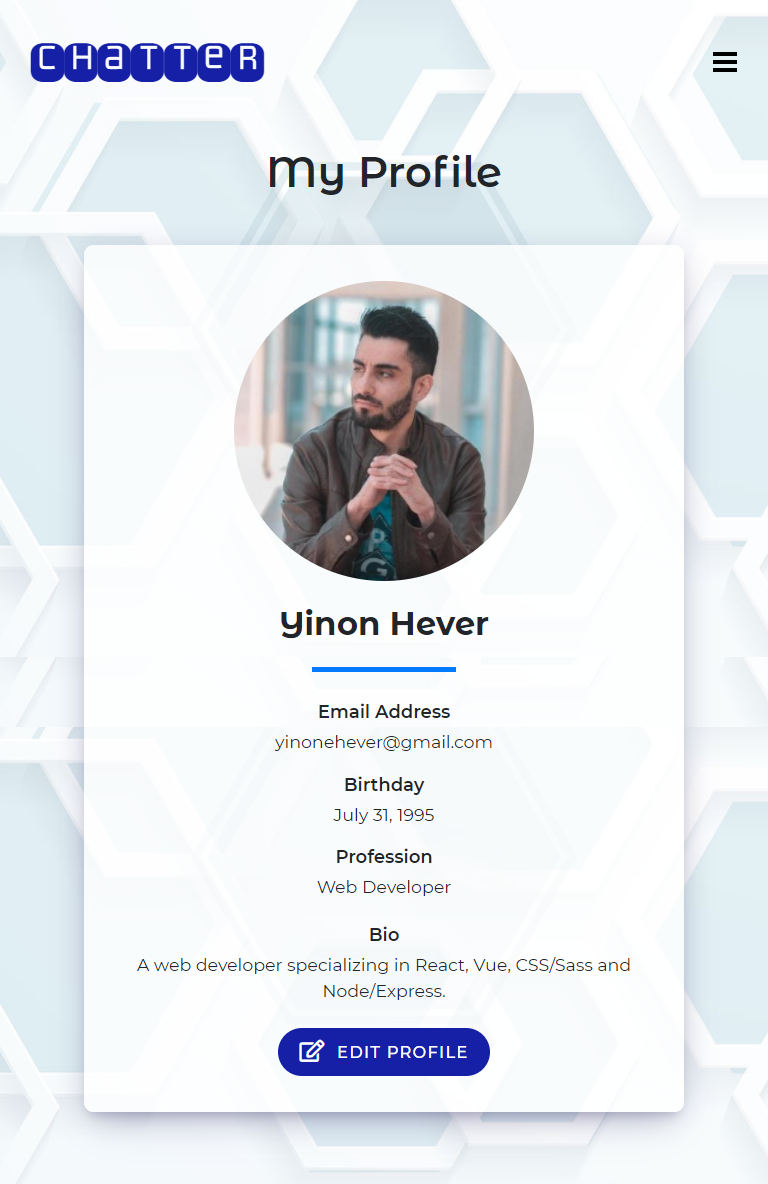 CHaTTeR
My Profile
P
G
Yinon Hever
Email Address
yinonehever@gmail.com
Birthday
July 31, 1995
Profession
Web Developer
Bio
A web developer specializing in React, Vue, CSS/Sass and
Node/Express.
EDIT PROFILE